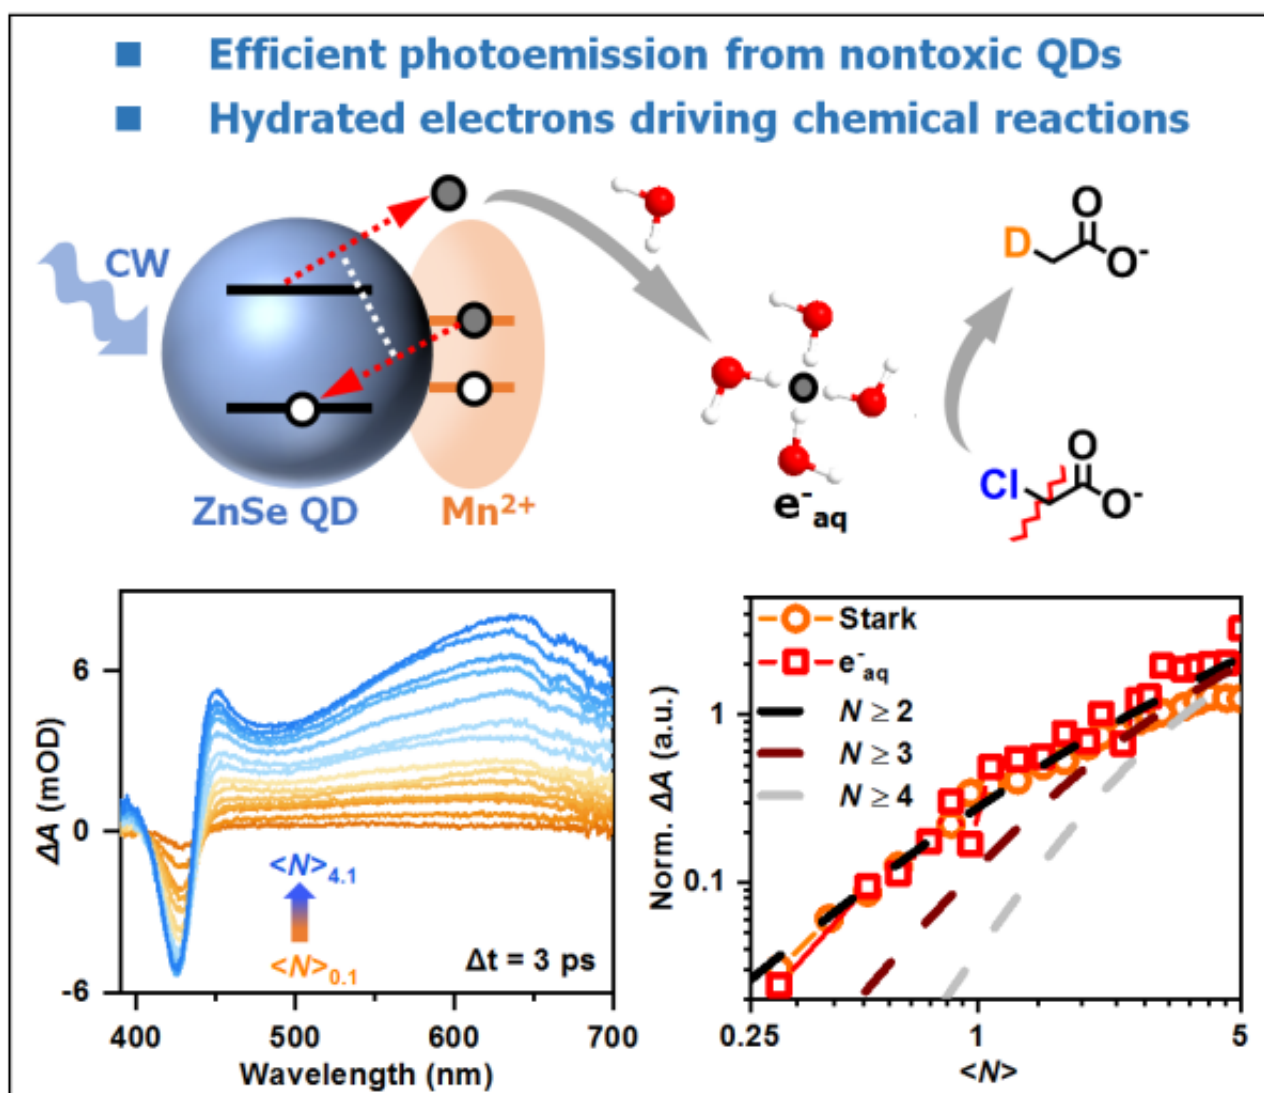 ■ Efficient photoemission from nontoxic QDs
■ Hydrated electrons driving chemical reactions
CW
ZnSe QD
Mn²⁺
e⁻aq
D
O
O⁻
Cl
O
O⁻
ΔA (mOD)
6
0
-6
<N>4.1
<N>0.1
Δt = 3 ps
400 500 600 700
Wavelength (nm)
Norm. ΔA (a.u.)
1
0.1
Stark
e⁻aq
N ≥ 2
N ≥ 3
N ≥ 4
0.25 1 5
<N>